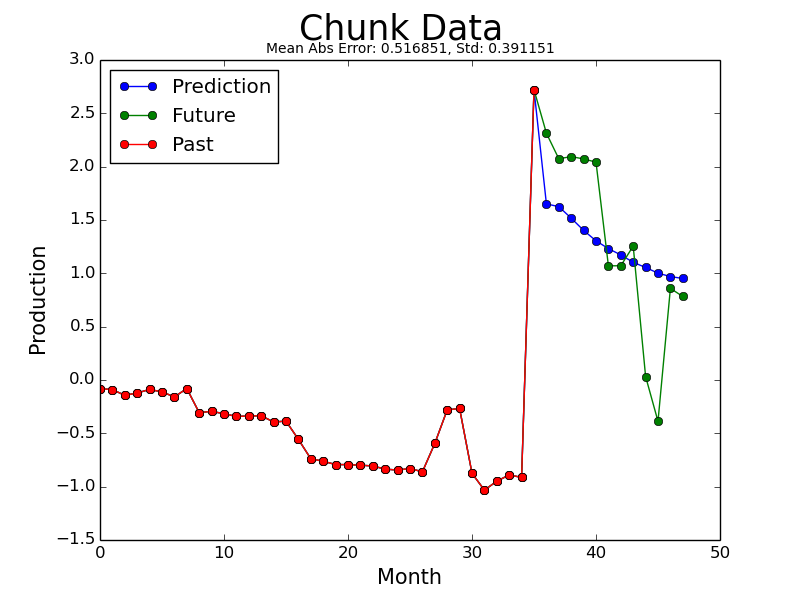 Chunk Data
Mean Abs Error: 0.516851, Std: 0.391151
Prediction
Future
Past
3.0
2.5
2.0
1.5
1.0
0.5
0.0
−0.5
−1.0
−1.5
Production
0 10 20 30 40 50
Month